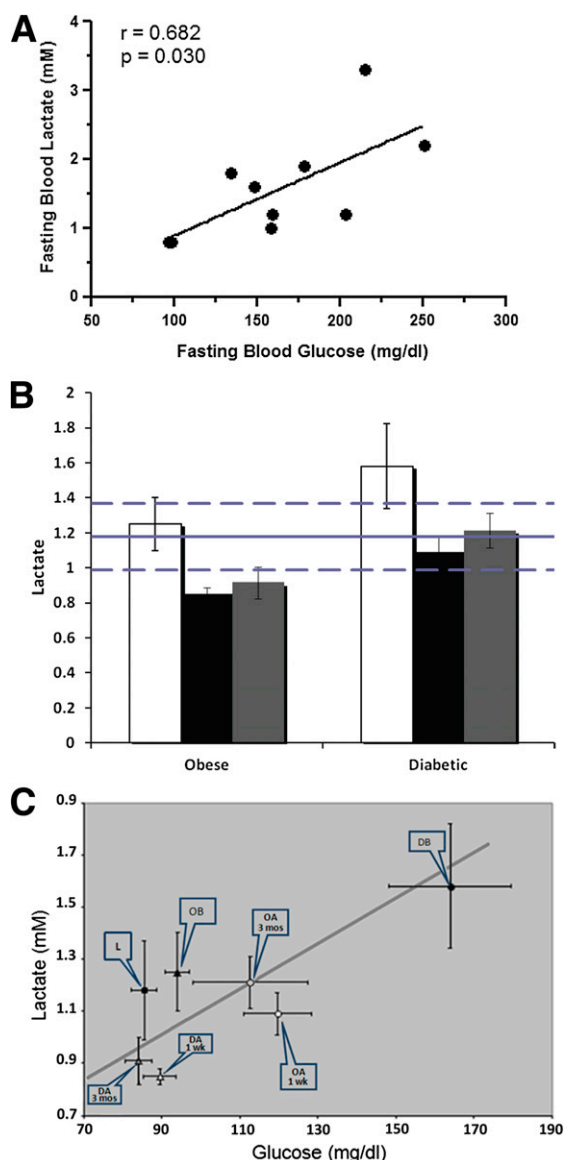 A
r = 0.682
p = 0.030
Fasting Blood Lactate (mM)
4
3
2
1
0
50 100 150 200 250 300
Fasting Blood Glucose (mg/dl)
B
Lactate
2
1.8
1.6
1.4
1.2
1
0.8
0.6
0.4
0.2
0
Obese Diabetic
C
Lactate (mM)
0.9
1.7
1.5
1.3
1.1
0.9
0.7
DB
OB
OA
3 mos
L
DA
1 wk
DA
3 mos
OA
1 wk
70 90 110 130 150 170 190
Glucose (mg/dl)